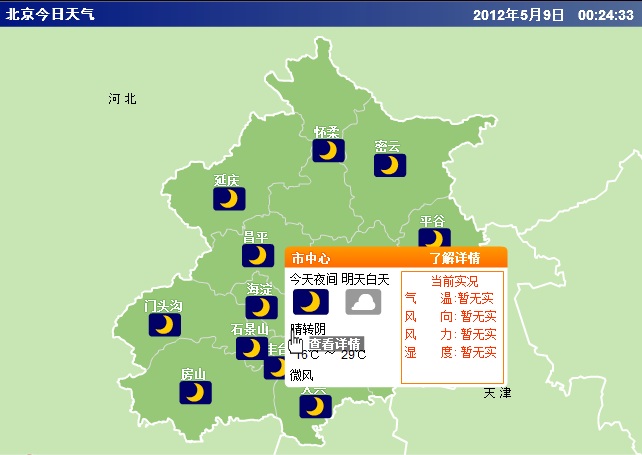 北京今日天气
2012年5月9日 00:24:33
河北
怀柔
密云
延庆
平谷
昌平
市中心 了解详情
今天夜间 明天白天
当前实况
气 温:暂无实
风 向:暂无实
风 力:暂无实
湿 度:暂无实
海淀
门头沟
晴转阴
石景山
查看详情
丰台
16℃ ~ 29℃
房山
微风
天津
大兴